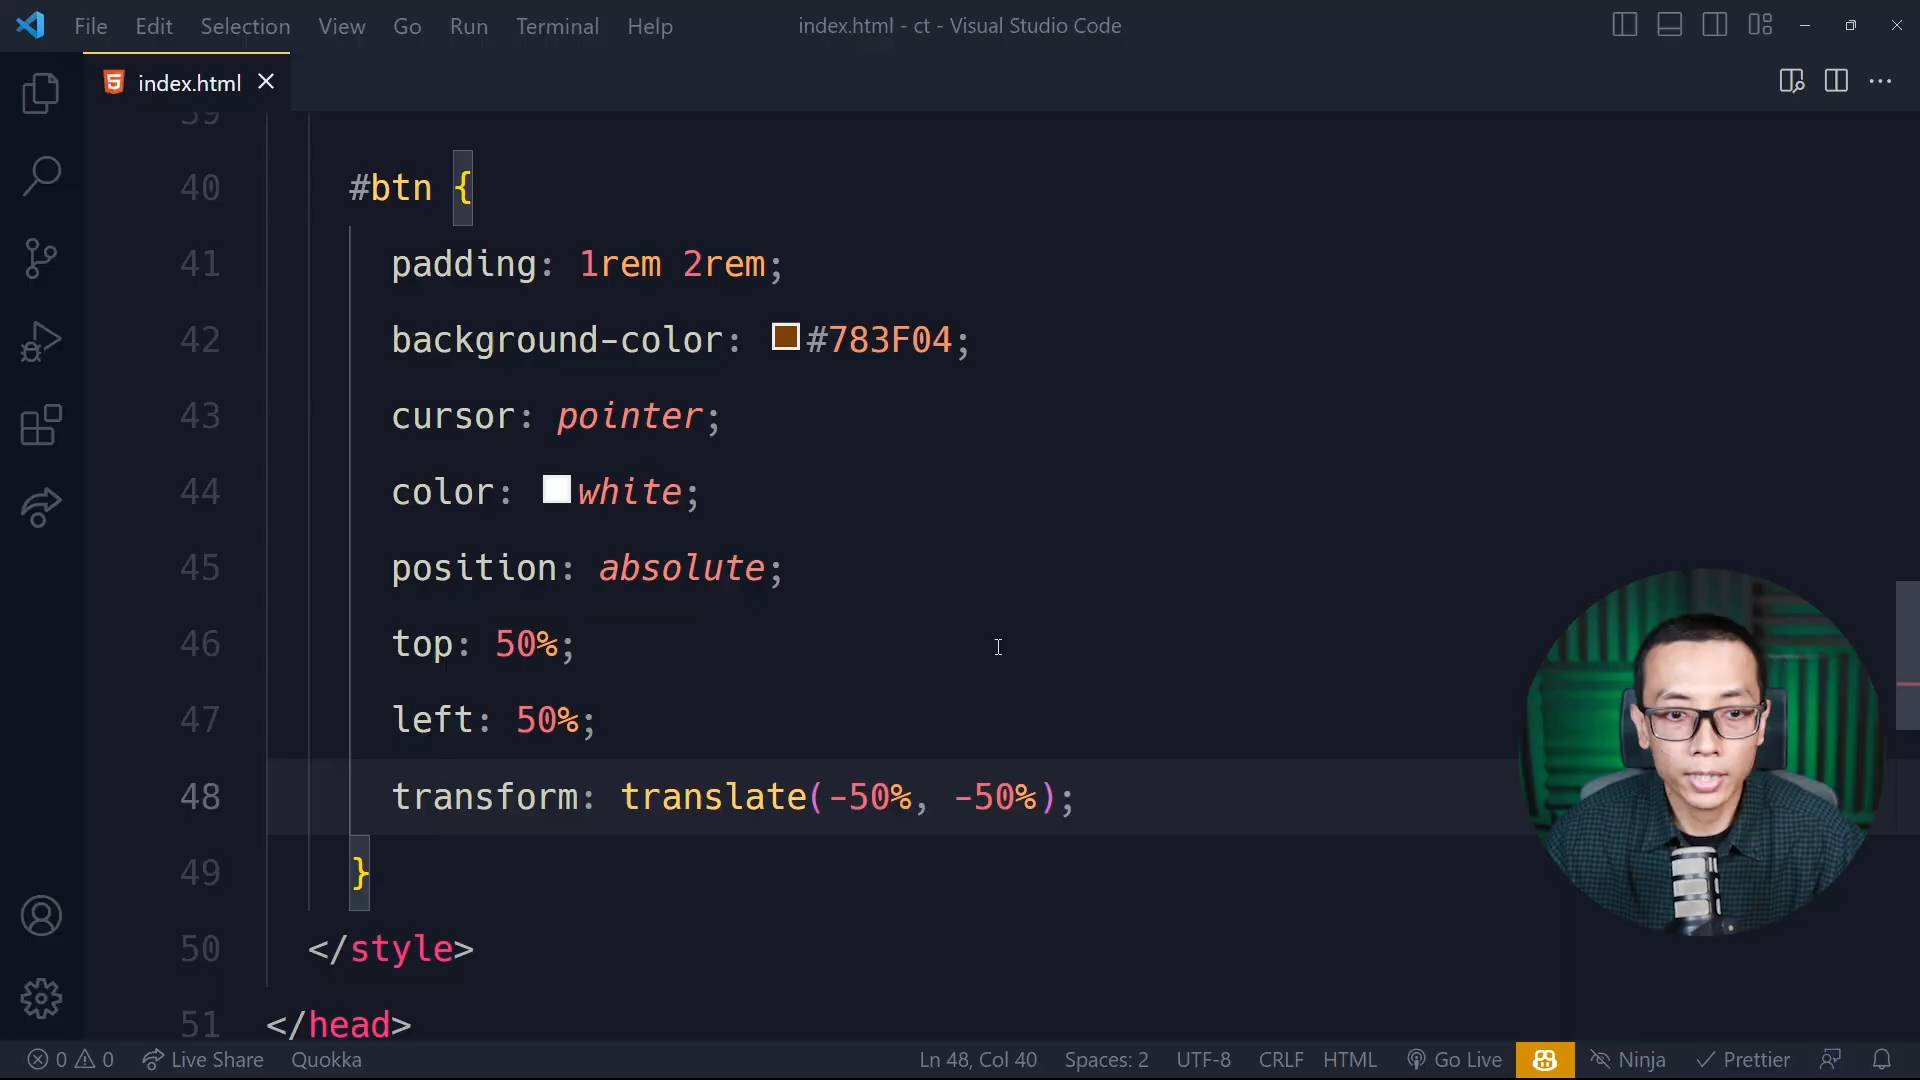 File Edit Selection View Go Run Terminal Help index.html - ct - Visual Studio Code
index.html
39
40 #btn {
41 padding: 1rem 2rem;
42 background-color: #783F04;
43 cursor: pointer;
44 color: white;
45 position: absolute;
46 top: 50%;
47 left: 50%;
48 transform: translate(-50%, -50%);
49 }
50 </style>
51 </head>
0 0 Live Share Quokka Ln 48, Col 40 Spaces: 2 UTF-8 CRLF HTML Go Live Ninja Prettier